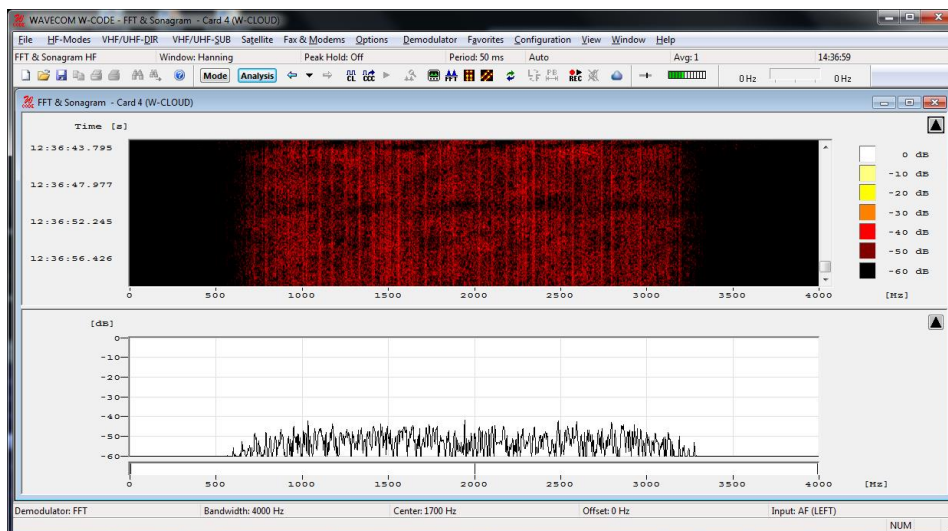 WAVECOM W-CODE - FFT & Sonagram - Card 4 (W-CLOUD)
File HF-Modes VHF/UHF-DIR VHF/UHF-SUB Satellite Fax & Modems Options Demodulator Favorites Configuration View Window Help
FFT & Sonagram HF Window: Hanning Peak Hold: Off Period: 50 ms Auto Avg: 1 14:36:59
Mode Analysis CL CCC FFT REC 0 Hz 0 Hz
FFT & Sonagram - Card 4 (W-CLOUD)
Time [s]
12:36:43.795
12:36:47.977
12:36:52.245
12:36:56.426
0 dB
-10 dB
-20 dB
-30 dB
-40 dB
-50 dB
-60 dB
0 500 1000 1500 2000 2500 3000 3500 4000 [Hz]
[dB]
0
-10
-20
-30
-40
-50
-60
0 500 1000 1500 2000 2500 3000 3500 4000 [Hz]
Demodulator: FFT Bandwidth: 4000 Hz Center: 1700 Hz Offset: 0 Hz Input: AF (LEFT)
NUM